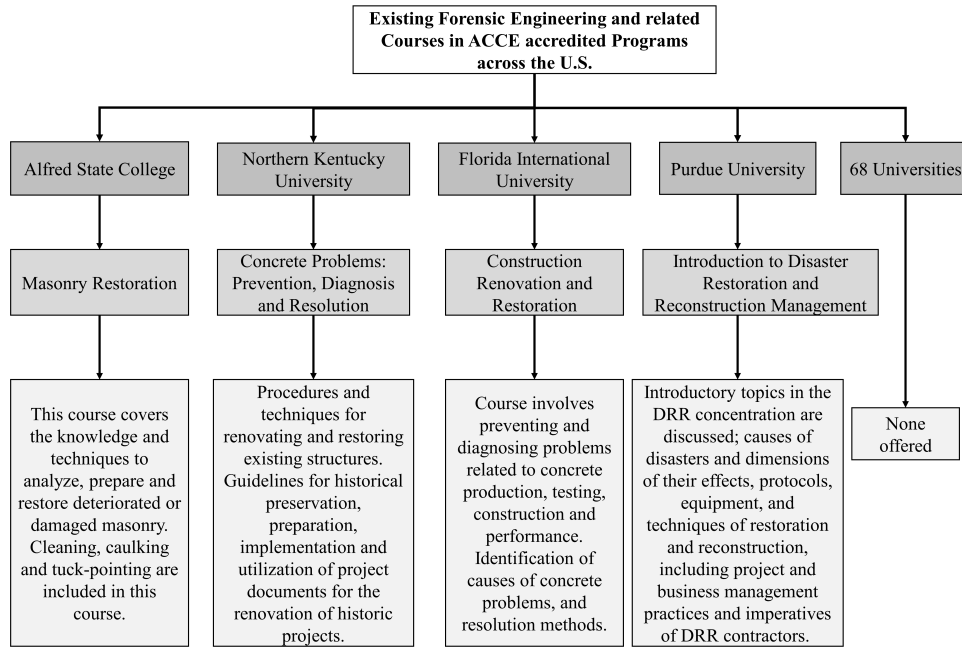 Existing Forensic Engineering and related
Courses in ACCE accredited Programs
across the U.S.
Alfred State College
Northern Kentucky
University
Florida International
University
Purdue University
68 Universities
Masonry Restoration
Concrete Problems:
Prevention, Diagnosis
and Resolution
Construction
Renovation and
Restoration
Introduction to Disaster
Restoration and
Reconstruction Management
This course covers
the knowledge and
techniques to
analyze, prepare and
restore deteriorated or
damaged masonry.
Cleaning, caulking
and tuck-pointing are
included in this
course.
Procedures and
techniques for
renovating and restoring
existing structures.
Guidelines for historical
preservation,
preparation,
implementation and
utilization of project
documents for the
renovation of historic
projects.
Course involves
preventing and
diagnosing problems
related to concrete
production, testing,
construction and
performance.
Identification of
causes of concrete
problems, and
resolution methods.
Introductory topics in the
DRR concentration are
discussed; causes of
disasters and dimensions
of their effects, protocols,
equipment, and
techniques of restoration
and reconstruction,
including project and
business management
practices and imperatives
of DRR contractors.
None
offered